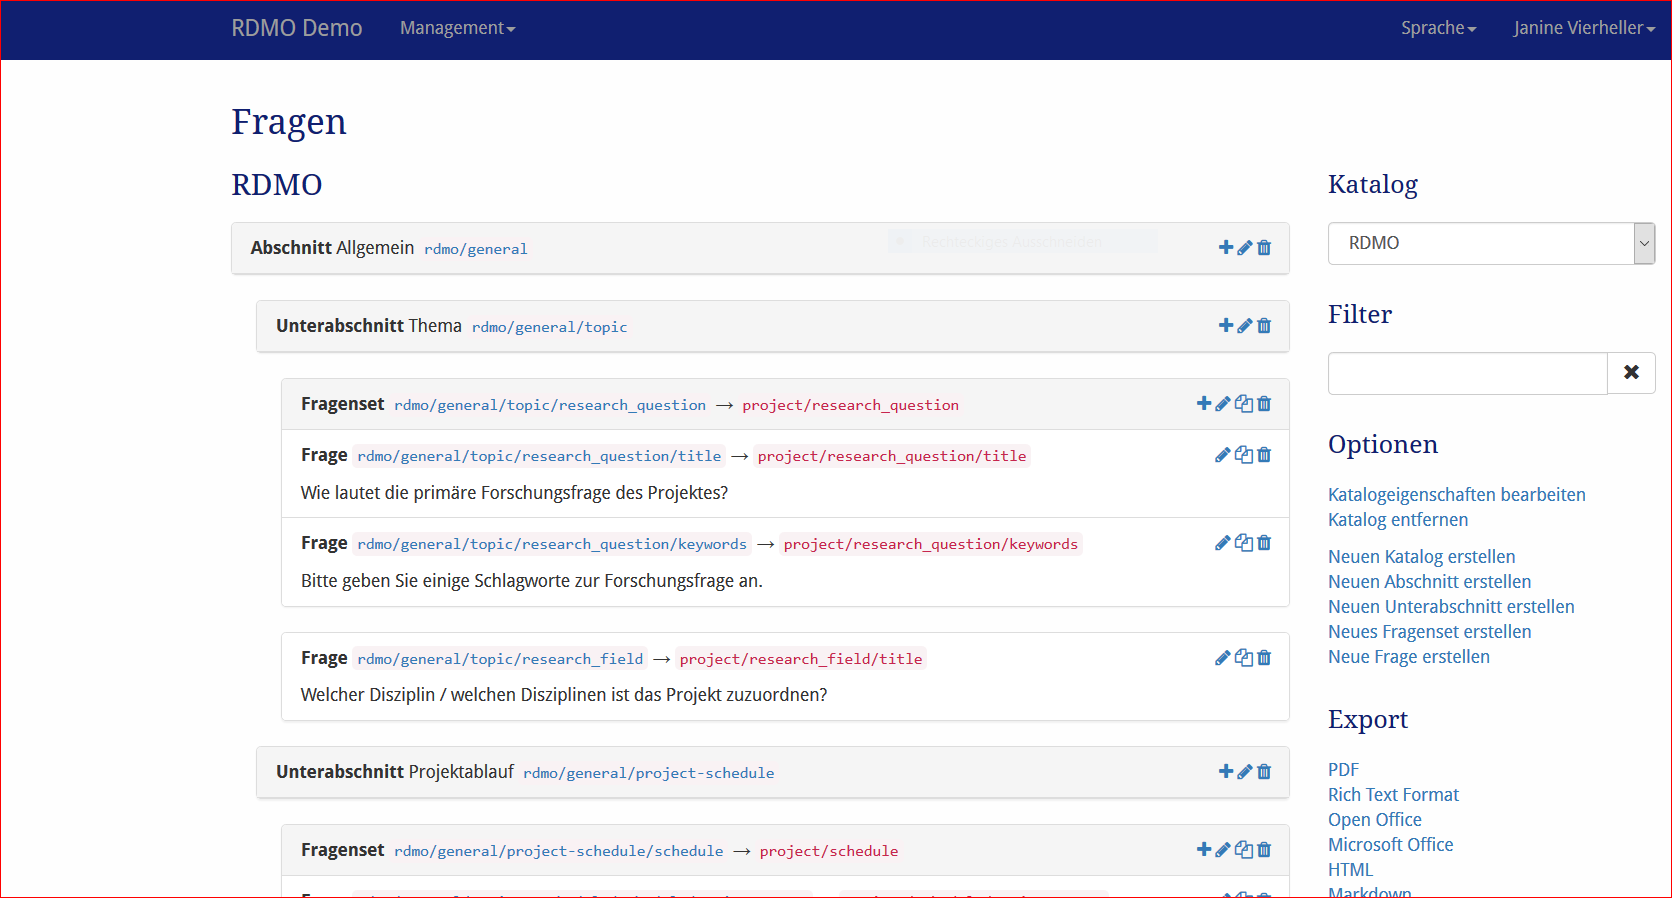 RDMO Demo Management Sprache Janine Vierheller
Fragen
RDMO
Abschnitt Allgemein rdmo/general
Rechteckiges Ausschneiden
Unterabschnitt Thema rdmo/general/topic
Fragenset rdmo/general/topic/research_question → project/research_question
Frage rdmo/general/topic/research_question/title → project/research_question/title
Wie lautet die primäre Forschungsfrage des Projektes?
Frage rdmo/general/topic/research_question/keywords → project/research_question/keywords
Bitte geben Sie einige Schlagworte zur Forschungsfrage an.
Frage rdmo/general/topic/research_field → project/research_field/title
Welcher Disziplin / welchen Disziplinen ist das Projekt zuzuordnen?
Unterabschnitt Projektablauf rdmo/general/project-schedule
Fragenset rdmo/general/project-schedule/schedule → project/schedule
Katalog
RDMO
Filter
Optionen
Katalogeigenschaften bearbeiten
Katalog entfernen
Neuen Katalog erstellen
Neuen Abschnitt erstellen
Neuen Unterabschnitt erstellen
Neues Fragenset erstellen
Neue Frage erstellen
Export
PDF
Rich Text Format
Open Office
Microsoft Office
HTML
Markdown